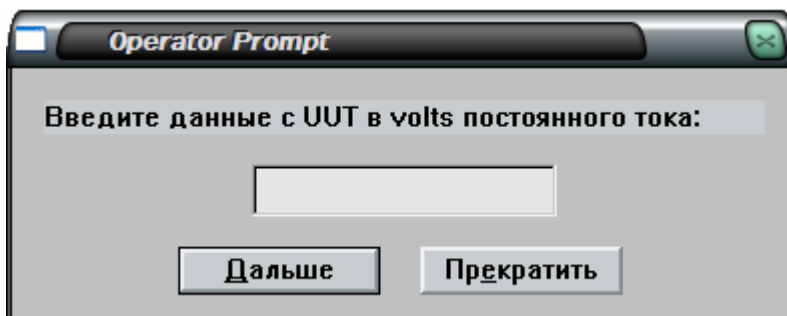 Operator Prompt
Введите данные с UUT в volts постоянного тока:
Дальше
Прекратить